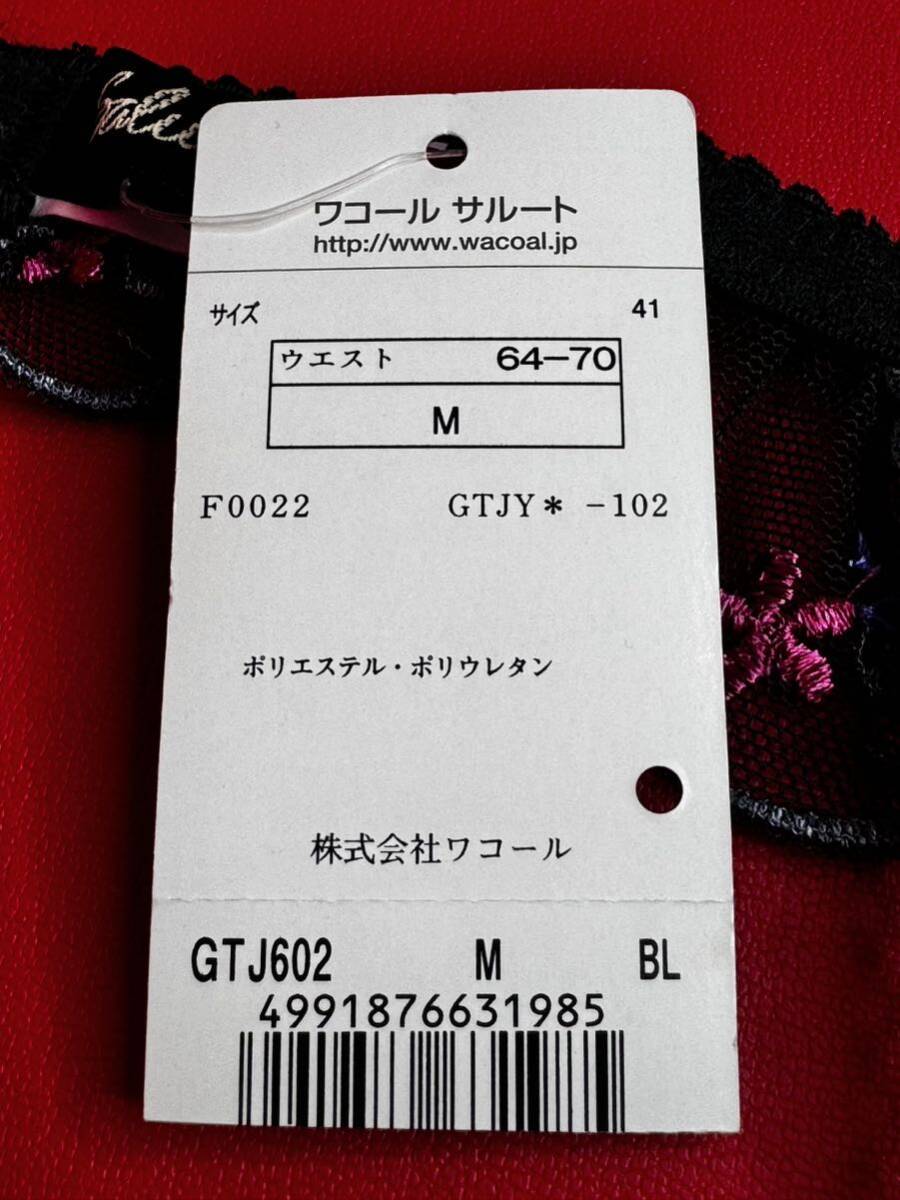 ワコール サルート
http://www.wacoal.jp
サイズ 41
ウエスト 64-70
M
F0022 GTJY* -102
ポリエステル・ポリウレタン
株式会社ワコール
GTJ602 M BL
4991876631985